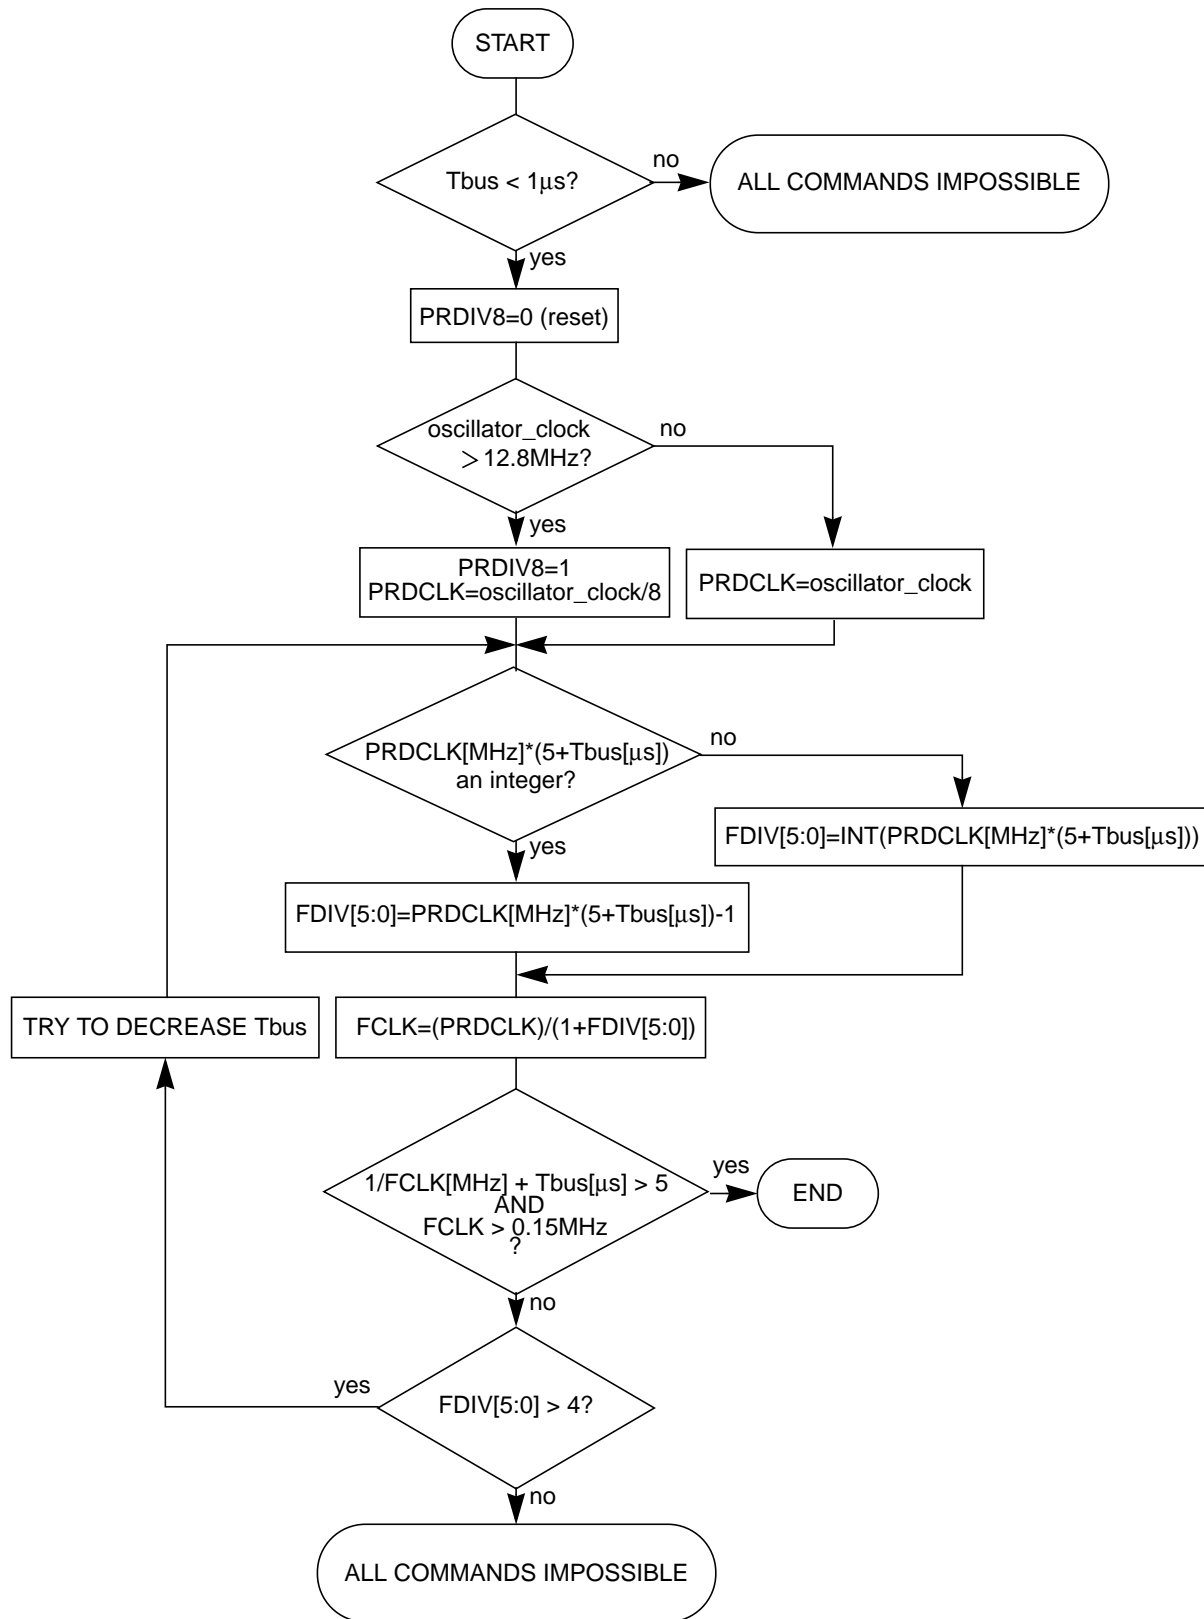 START
Tbus < 1μs?
no
ALL COMMANDS IMPOSSIBLE
yes
PRDIV8=0 (reset)
oscillator_clock
> 12.8MHz?
no
yes
PRDIV8=1
PRDCLK=oscillator_clock/8
PRDCLK=oscillator_clock
PRDCLK[MHz]*(5+Tbus[μs])
an integer?
no
yes
FDIV[5:0]=INT(PRDCLK[MHz]*(5+Tbus[μs]))
FDIV[5:0]=PRDCLK[MHz]*(5+Tbus[μs])-1
TRY TO DECREASE Tbus
FCLK=(PRDCLK)/(1+FDIV[5:0])
1/FCLK[MHz] + Tbus[μs] > 5
AND
FCLK > 0.15MHz
?
yes
END
no
yes
FDIV[5:0] > 4?
no
ALL COMMANDS IMPOSSIBLE